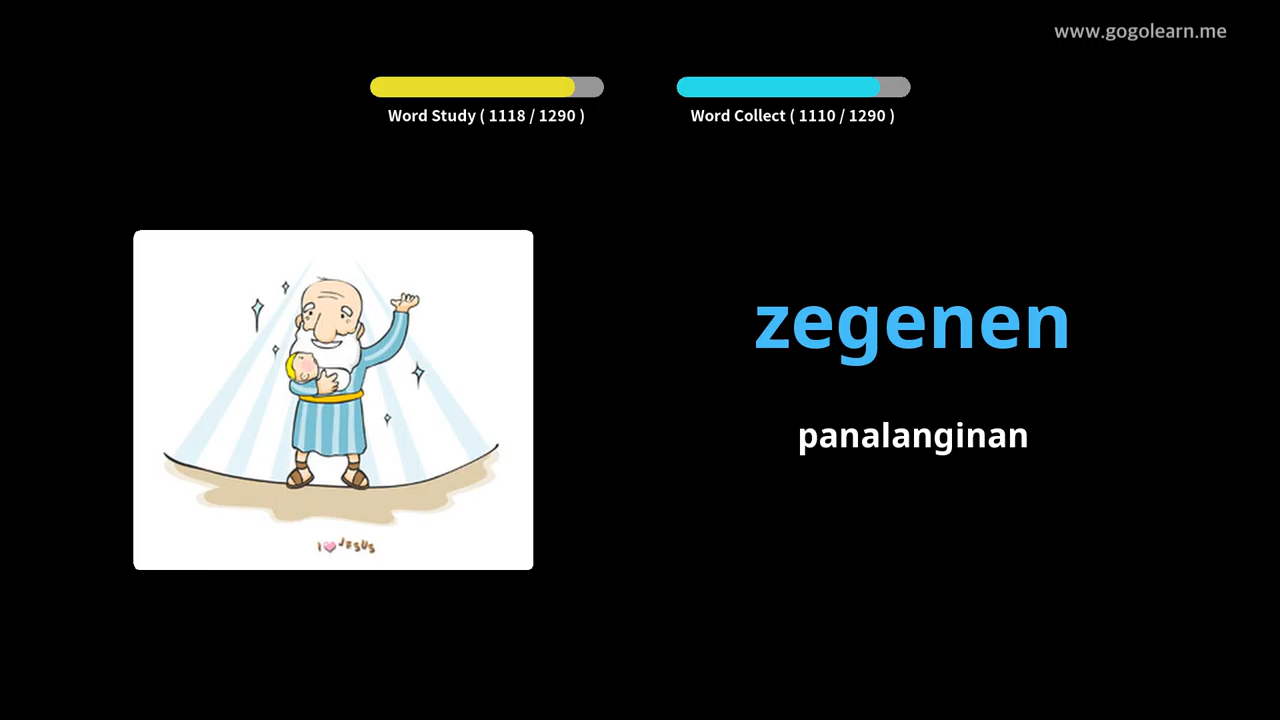 www.gogolearn.me
Word Study ( 1118 / 1290 )
Word Collect ( 1110 / 1290 )
zegenen
panalanginan
I JESUS